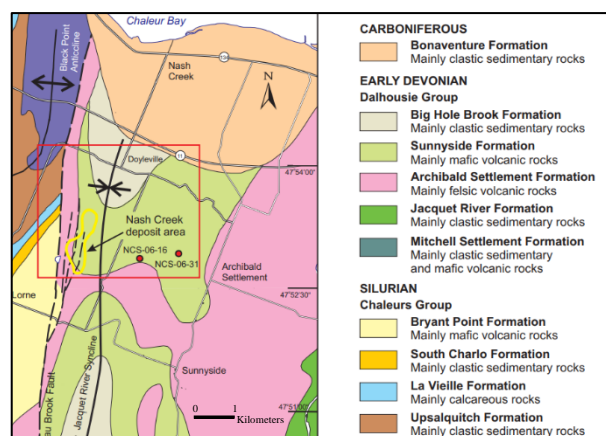 Chaleur Bay
Black Point
Anticline
Nash
Creek
134
N
Doyleville
11
47°54'00"
Nash Creek
deposit area
NCS-06-16
NCS-06-31
Archibald
Settlement
Lorne
47°52'30"
Sunnyside
Jacquet River Syncline
au Brook Fault
0 1
Kilometers
47°51'00"
CARBONIFEROUS
Bonaventure Formation
Mainly clastic sedimentary rocks
EARLY DEVONIAN
Dalhousie Group
Big Hole Brook Formation
Mainly clastic sedimentary rocks
Sunnyside Formation
Mainly mafic volcanic rocks
Archibald Settlement Formation
Mainly felsic volcanic rocks
Jacquet River Formation
Mainly clastic sedimentary rocks
Mitchell Settlement Formation
Mainly clastic sedimentary
and mafic volcanic rocks
SILURIAN
Chaleurs Group
Bryant Point Formation
Mainly mafic volcanic rocks
South Charlo Formation
Mainly clastic sedimentary rocks
La Vieille Formation
Mainly calcareous rocks
Upsalquitch Formation
Mainly clastic sedimentary rocks